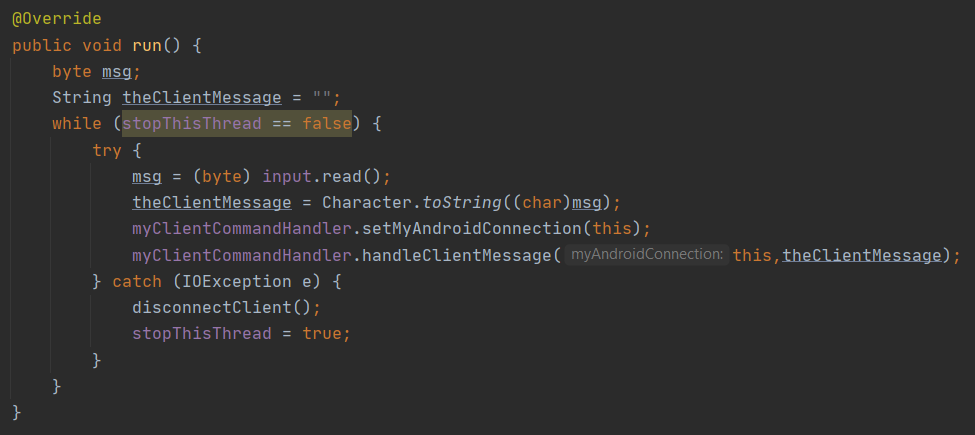 @Override
public void run() {
    byte msg;
    String theClientMessage = "";
    while (stopThisThread == false) {
        try {
            msg = (byte) input.read();
            theClientMessage = Character.toString((char)msg);
            myClientCommandHandler.setMyAndroidConnection(this);
            myClientCommandHandler.handleClientMessage( myAndroidConnection: this,theClientMessage);
        } catch (IOException e) {
            disconnectClient();
            stopThisThread = true;
        }
    }
}